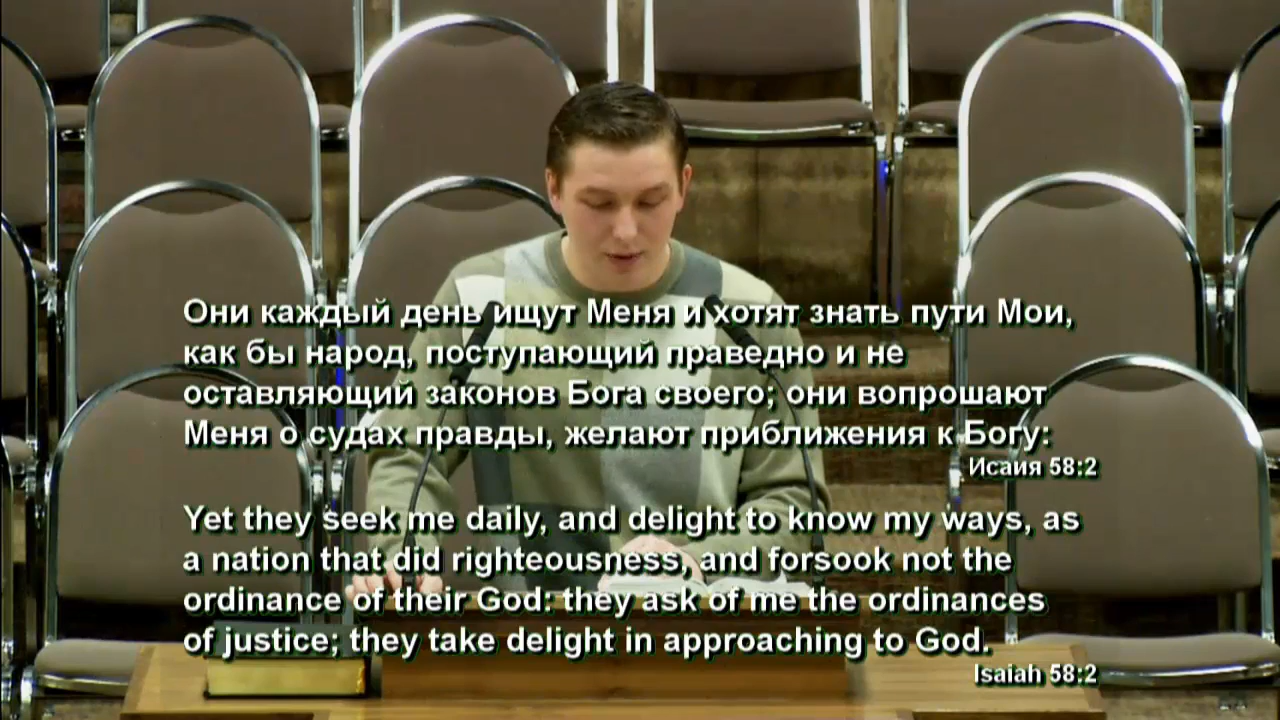 Они каждый день ищут Меня и хотят знать пути Мои,
как бы народ, поступающий праведно и не
оставляющий законов Бога своего; они вопрошают
Меня о судах правды, желают приближения к Богу:
Исаия 58:2
Yet they seek me daily, and delight to know my ways, as
a nation that did righteousness, and forsook not the
ordinance of their God: they ask of me the ordinances
of justice; they take delight in approaching to God.
Isaiah 58:2